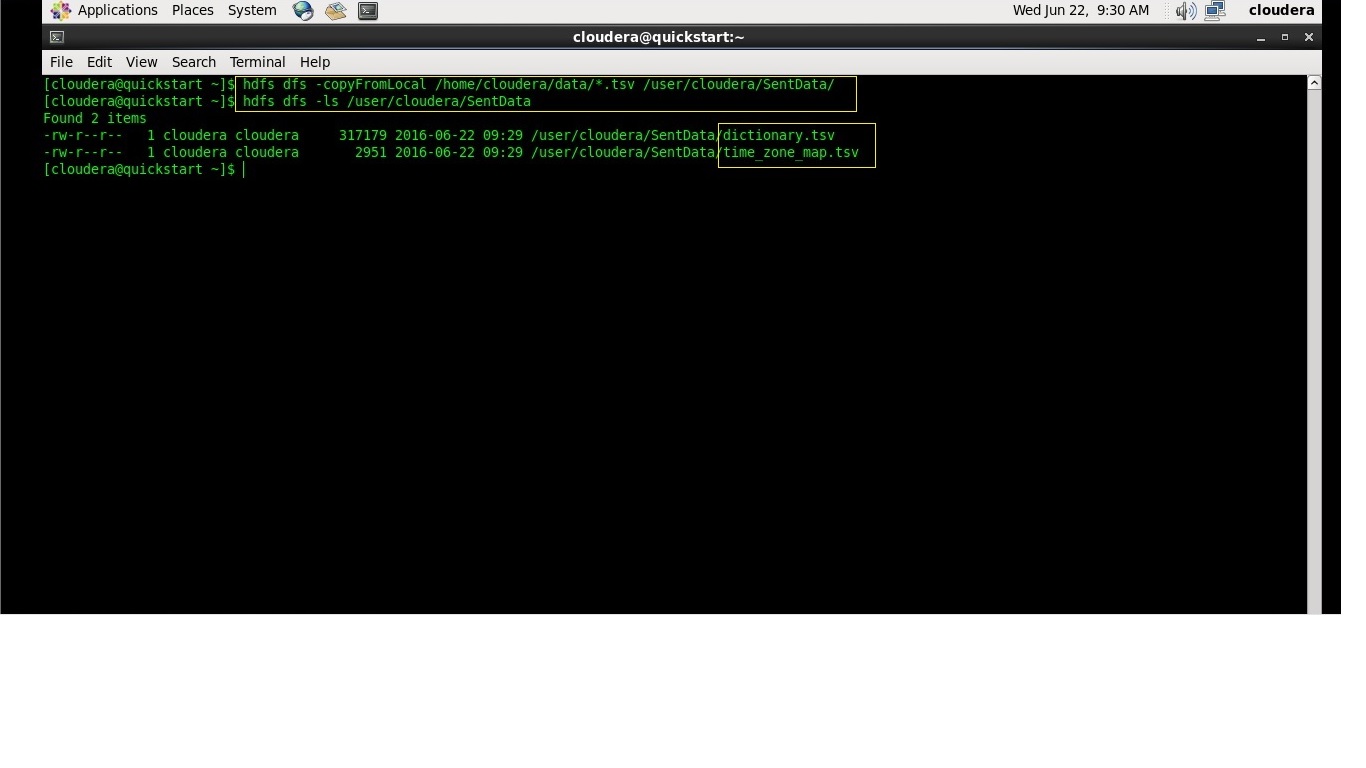 Applications Places System Wed Jun 22, 9:30 AM cloudera
cloudera@quickstart:~
File Edit View Search Terminal Help
[cloudera@quickstart ~]$ hdfs dfs -copyFromLocal /home/cloudera/data/*.tsv /user/cloudera/SentData/
[cloudera@quickstart ~]$ hdfs dfs -ls /user/cloudera/SentData
Found 2 items
-rw-r--r--   1 cloudera cloudera     317179 2016-06-22 09:29 /user/cloudera/SentData/dictionary.tsv
-rw-r--r--   1 cloudera cloudera       2951 2016-06-22 09:29 /user/cloudera/SentData/time_zone_map.tsv
[cloudera@quickstart ~]$